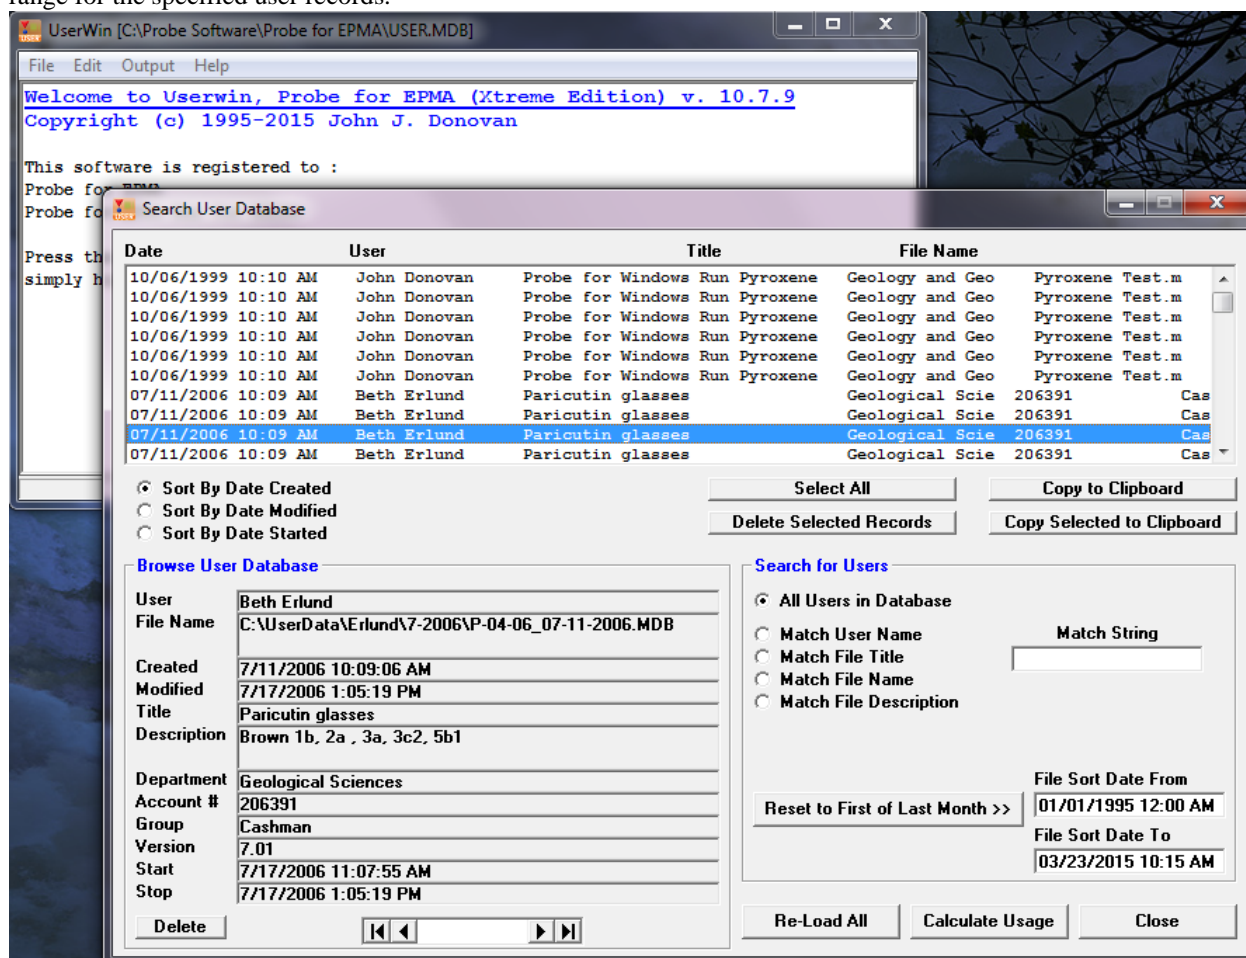 range for the specified user records.
UserWin [C:\Probe Software\Probe for EPMA\USER.MDB]
File Edit Output Help
Welcome to Userwin, Probe for EPMA (Xtreme Edition) v. 10.7.9
Copyright (c) 1995-2015 John J. Donovan
This software is registered to :
Probe for EPMA
Probe fo
Press th
simply h
Search User Database
Date User Title File Name
10/06/1999 10:10 AM John Donovan Probe for Windows Run Pyroxene Geology and Geo Pyroxene Test.m
10/06/1999 10:10 AM John Donovan Probe for Windows Run Pyroxene Geology and Geo Pyroxene Test.m
10/06/1999 10:10 AM John Donovan Probe for Windows Run Pyroxene Geology and Geo Pyroxene Test.m
10/06/1999 10:10 AM John Donovan Probe for Windows Run Pyroxene Geology and Geo Pyroxene Test.m
10/06/1999 10:10 AM John Donovan Probe for Windows Run Pyroxene Geology and Geo Pyroxene Test.m
10/06/1999 10:10 AM John Donovan Probe for Windows Run Pyroxene Geology and Geo Pyroxene Test.m
07/11/2006 10:09 AM Beth Erlund Paricutin glasses Geological Scie 206391 Cas
07/11/2006 10:09 AM Beth Erlund Paricutin glasses Geological Scie 206391 Cas
07/11/2006 10:09 AM Beth Erlund Paricutin glasses Geological Scie 206391 Cas
07/11/2006 10:09 AM Beth Erlund Paricutin glasses Geological Scie 206391 Cas
Sort By Date Created
Sort By Date Modified
Sort By Date Started
Select All
Copy to Clipboard
Delete Selected Records
Copy Selected to Clipboard
Browse User Database
User Beth Erlund
File Name C:\UserData\Erlund\7-2006\P-04-06_07-11-2006.MDB
Created 7/11/2006 10:09:06 AM
Modified 7/17/2006 1:05:19 PM
Title Paricutin glasses
Description Brown 1b, 2a , 3a, 3c2, 5b1
Department Geological Sciences
Account # 206391
Group Cashman
Version 7.01
Start 7/17/2006 11:07:55 AM
Stop 7/17/2006 1:05:19 PM
Delete
Search for Users
All Users in Database
Match User Name
Match File Title
Match File Name
Match File Description
Match String
File Sort Date From
Reset to First of Last Month >>
01/01/1995 12:00 AM
File Sort Date To
03/23/2015 10:15 AM
Re-Load All
Calculate Usage
Close